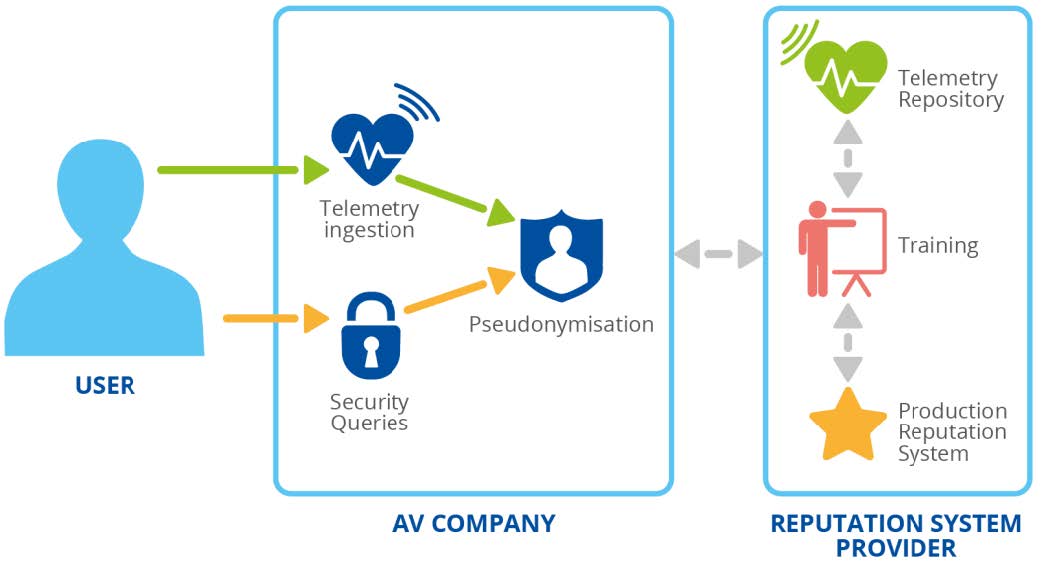 Telemetry
Repository
Telemetry
ingestion
Training
Pseudonymisation
USER
Security
Queries
Production
Reputation
System
AV COMPANY
REPUTATION SYSTEM
PROVIDER